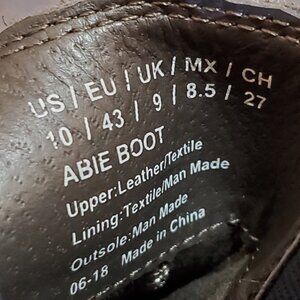 US | EU | UK | MX | CH
10 | 43 | 9 | 8.5 | 27
ABIE BOOT
Upper:Leather/Textile
Lining:Textile/Man Made
Outsole:Man Made
06-18 Made in China